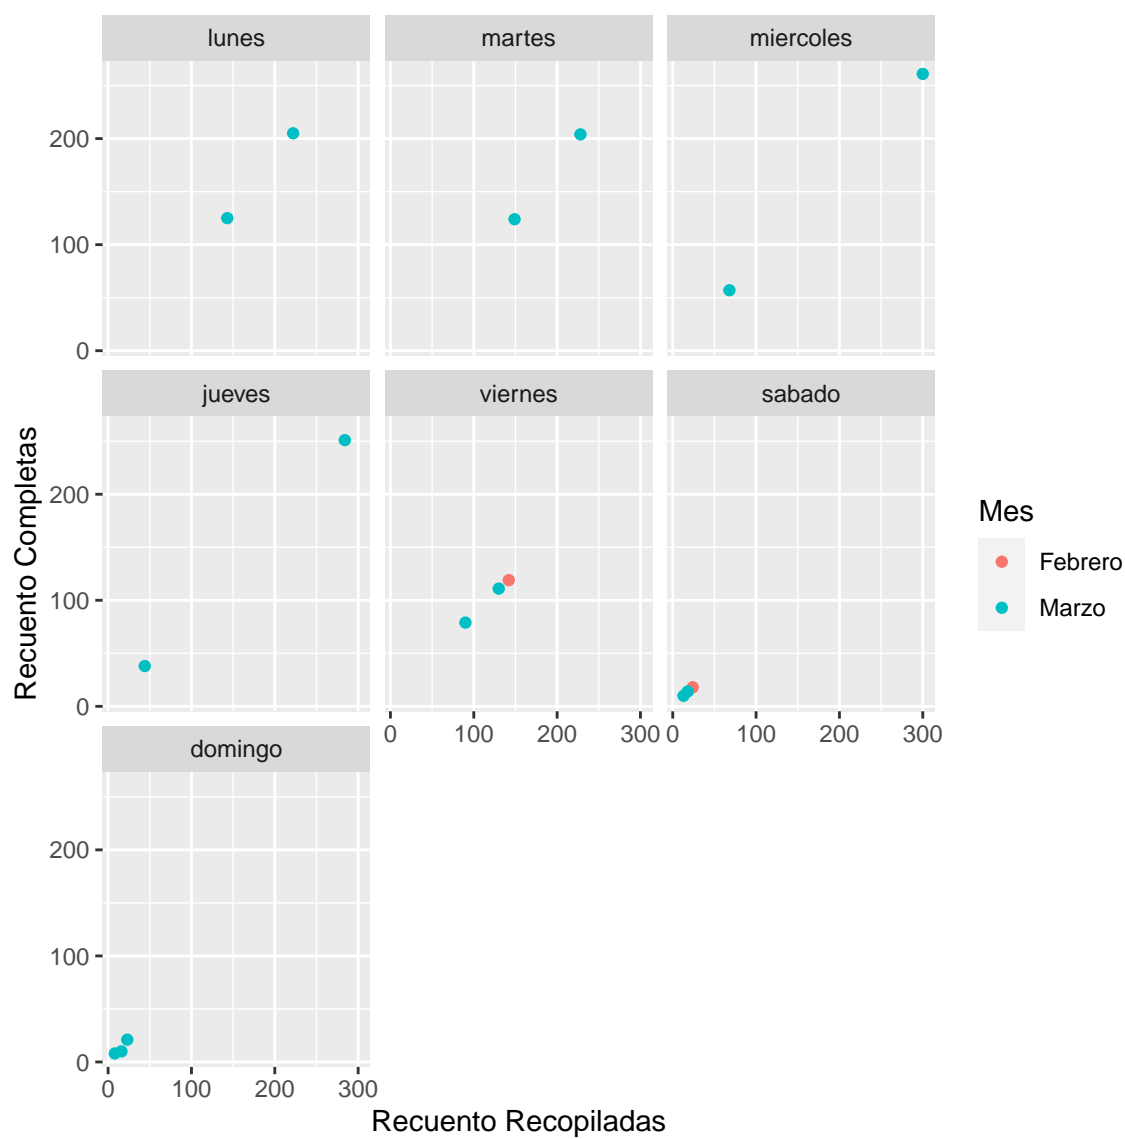 lunes martes miercoles
200
100
0
jueves viernes sabado
200
100
0
0 100 200 300 0 100 200 300
domingo
200
100
0
0 100 200 300
Recuento Recopiladas
Recuento Completas
Mes
Febrero
Marzo